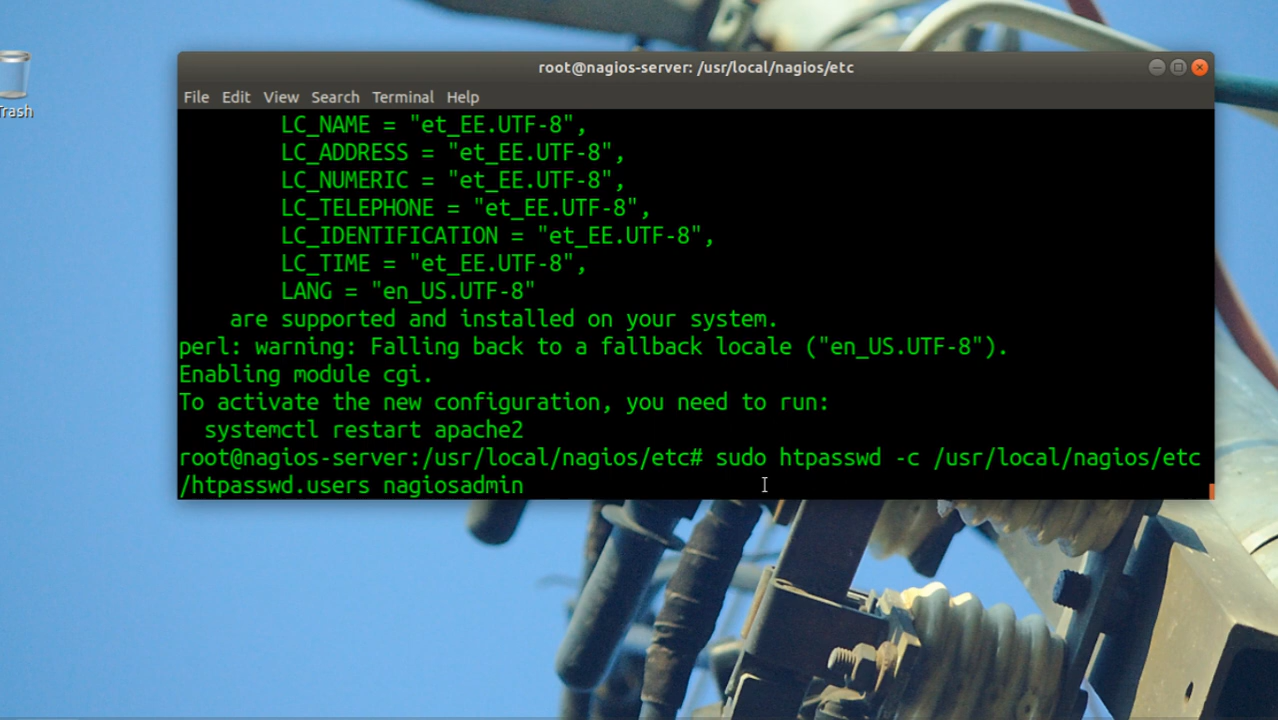 root@nagios-server: /usr/local/nagios/etc
File Edit View Search Terminal Help
LC_NAME = "et_EE.UTF-8",
LC_ADDRESS = "et_EE.UTF-8",
LC_NUMERIC = "et_EE.UTF-8",
LC_TELEPHONE = "et_EE.UTF-8",
LC_IDENTIFICATION = "et_EE.UTF-8",
LC_TIME = "et_EE.UTF-8",
LANG = "en_US.UTF-8"
are supported and installed on your system.
perl: warning: Falling back to a fallback locale ("en_US.UTF-8").
Enabling module cgi.
To activate the new configuration, you need to run:
systemctl restart apache2
root@nagios-server:/usr/local/nagios/etc# sudo htpasswd -c /usr/local/nagios/etc
/htpasswd.users nagiosadmin
Trash